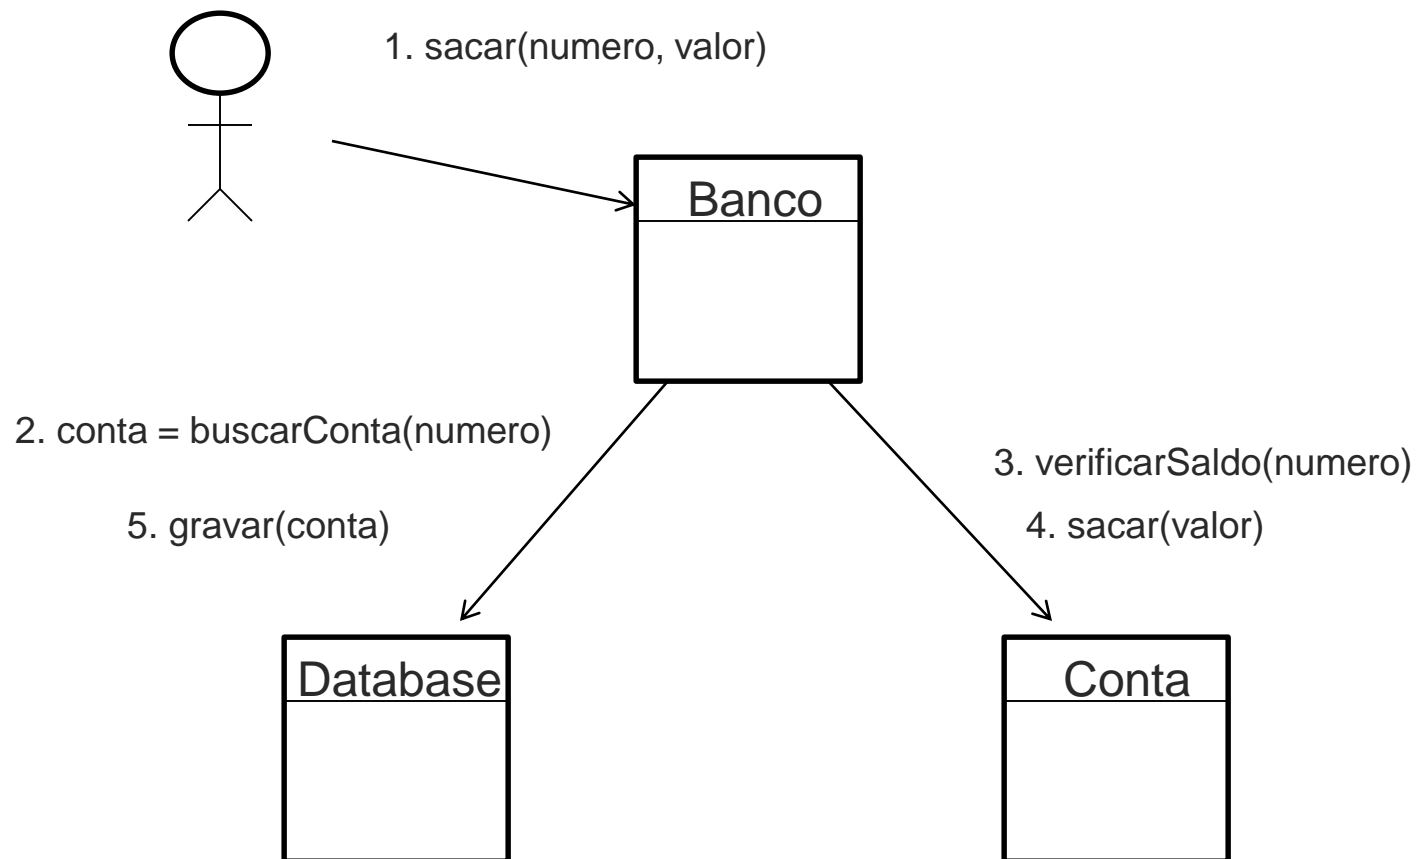 1. sacar(numero, valor)
Banco
2. conta = buscarConta(numero)
3. verificarSaldo(numero)
5. gravar(conta)
4. sacar(valor)
Database
Conta